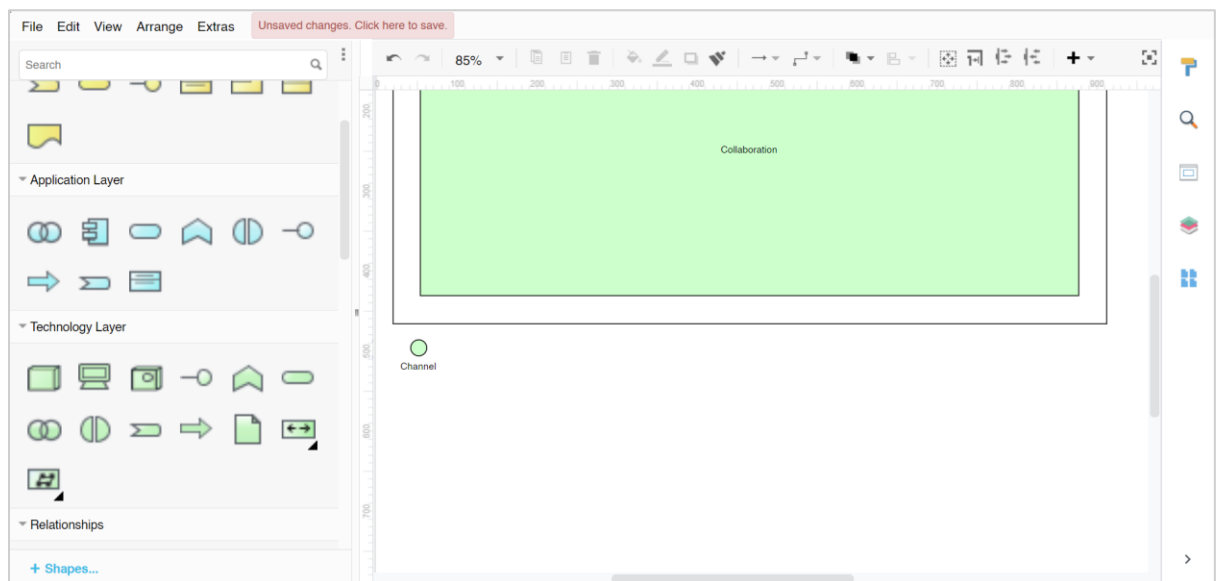 File Edit View Arrange Extras Unsaved changes. Click here to save.
Search
85%
0 100 200 300 400 500 600 700 800 900
200
300
400
500
600
700
Collaboration
Channel
Application Layer
Technology Layer
Relationships
+ Shapes...